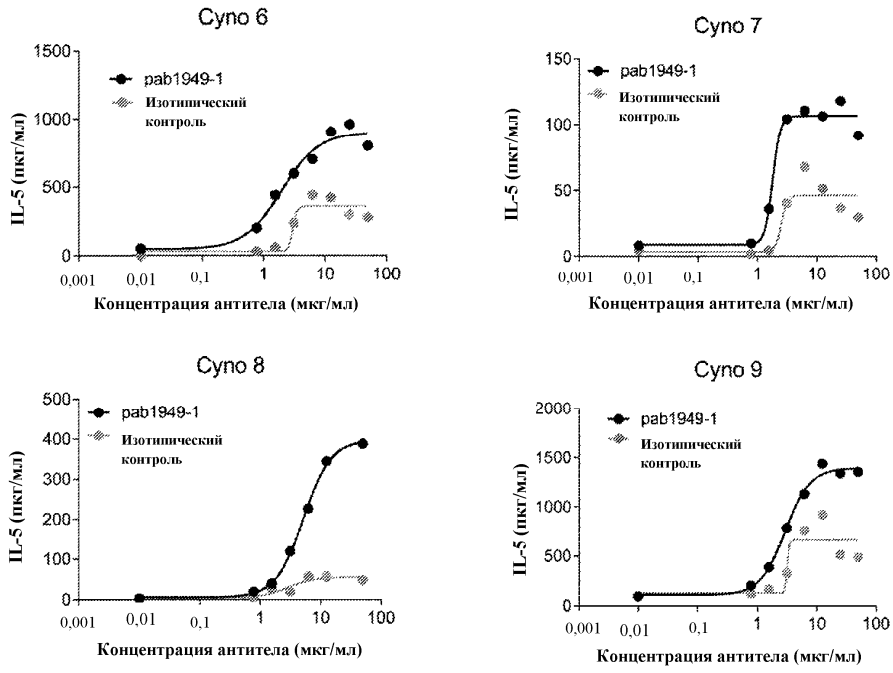 Cyno 6
1500
1000
500
0
IL-5 (пкг/мл)
pab1949-1
Изотипический
контроль
0,001 0,01 0,1 1 10 100
Концентрация антитела (мкг/мл)
Cyno 7
150
100
50
0
IL-5 (пкг/мл)
pab1949-1
Изотипический
контроль
0,001 0,01 0,1 1 10 100
Концентрация антитела (мкг/мл)
Cyno 8
500
400
300
200
100
0
IL-5 (пкг/мл)
pab1949-1
Изотипический
контроль
0,001 0,01 0,1 1 10 100
Концентрация антитела (мкг/мл)
Cyno 9
2000
1500
1000
500
0
IL-5 (пкг/мл)
pab1949-1
Изотипический
контроль
0,001 0,01 0,1 1 10 100
Концентрация антитела (мкг/мл)